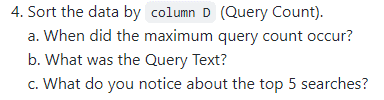 4. Sort the data by column D (Query Count).
a. When did the maximum query count occur?
b. What was the Query Text?
c. What do you notice about the top 5 searches?